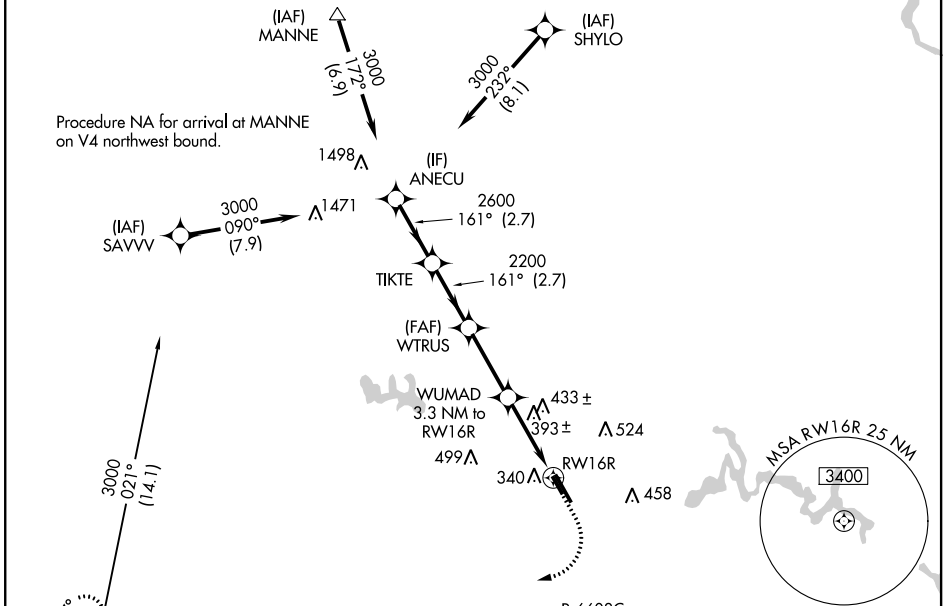 (IAF)
MANNE
3000
172°
(6.9)
(IAF)
SHYLO
3000
232°
(8.1)
Procedure NA for arrival at MANNE
on V4 northwest bound.
1498
(IF)
ANECU
1471
2600
161° (2.7)
(IAF)
SAVVV
3000
090°
(7.9)
TIKTE
2200
161° (2.7)
(FAF)
WTRUS
WUMAD
3.3 NM to
RW16R
433 ±
393 ±
524
499
340
RW16R
458
3000
021°
(14.1)
MSA RW16R 25 NM
3400